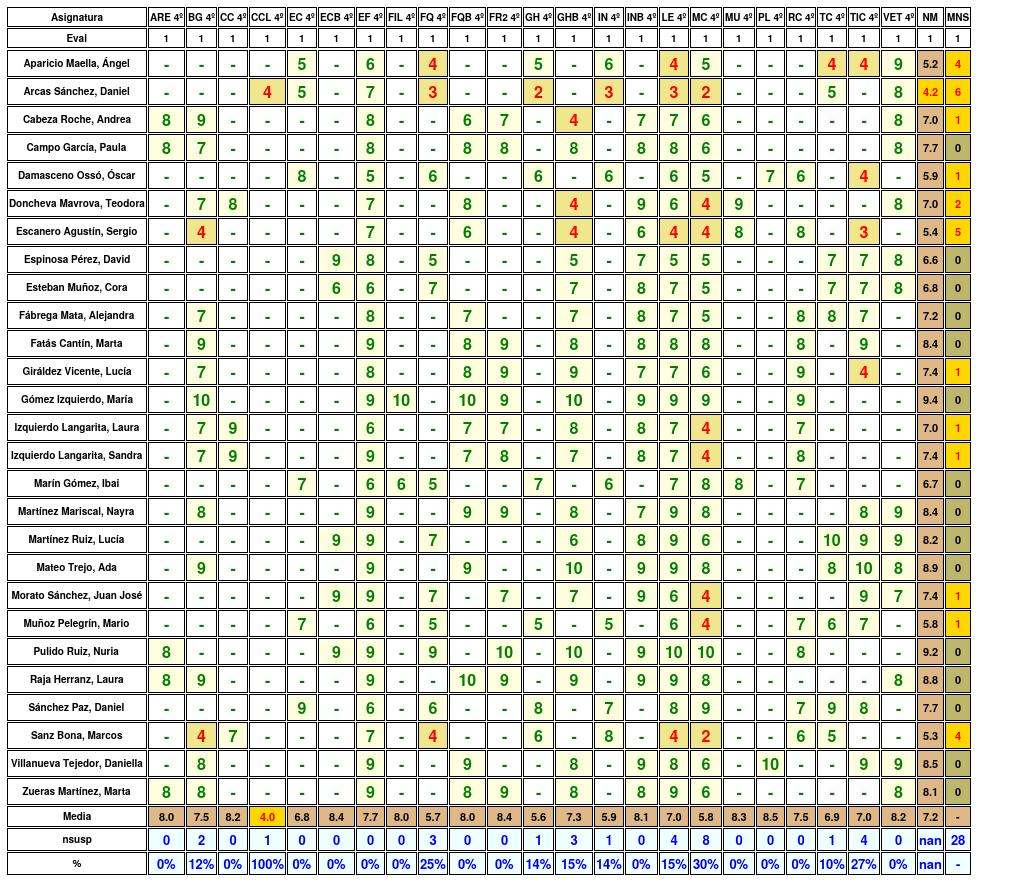 Asignatura ARE 4º BG 4º CC 4º CCL 4º EC 4º ECB 4º EF 4º FIL 4º FQ 4º FQB 4º FR2 4º GH 4º GHB 4º IN 4º INB 4º LE 4º MC 4º MU 4º PL 4º RC 4º TC 4º TIC 4º VET 4º NM MNS
Eval 1 1 1 1 1 1 1 1 1 1 1 1 1 1 1 1 1 1 1 1 1 1 1 1 1
Aparicio Maella, Ángel - - - - 5 - 6 - 4 - - 5 - 6 - 4 5 - - - 4 4 9 5.2 4
Arcas Sánchez, Daniel - - - 4 5 - 7 - 3 - - 2 - 3 - 3 2 - - - 5 - 8 4.2 6
Cabeza Roche, Andrea 8 9 - - - - 8 - - 6 7 - 4 - 7 7 6 - - - - - 8 7.0 1
Campo García, Paula 8 7 - - - - 8 - - 8 8 - 8 - 8 8 6 - - - - - 8 7.7 0
Damasceno Ossó, Óscar - - - - 8 - 5 - 6 - - 6 - 6 - 6 5 - 7 6 - 4 - 5.9 1
Doncheva Mavrova, Teodora - 7 8 - - - 7 - - 8 - - 4 - 9 6 4 9 - - - - 8 7.0 2
Escanero Agustín, Sergio - 4 - - - - 7 - - 6 - - 4 - 6 4 4 8 - 8 - 3 - 5.4 5
Espinosa Pérez, David - - - - - 9 8 - 5 - - - 5 - 7 5 5 - - - 7 7 8 6.6 0
Esteban Muñoz, Cora - - - - - 6 6 - 7 - - - 7 - 8 7 5 - - - 7 7 8 6.8 0
Fábrega Mata, Alejandra - 7 - - - - 8 - - 7 - - 7 - 8 7 5 - - 8 8 7 - 7.2 0
Fatás Cantín, Marta - 9 - - - - 9 - - 8 9 - 8 - 8 8 8 - - 8 - 9 - 8.4 0
Giráldez Vicente, Lucía - 7 - - - - 8 - - 8 9 - 9 - 7 7 6 - - 9 - 4 - 7.4 1
Gómez Izquierdo, María - 10 - - - - 9 10 - 10 9 - 10 - 9 9 9 - - 9 - - - 9.4 0
Izquierdo Langarita, Laura - 7 9 - - - 6 - - 7 7 - 8 - 8 7 4 - - 7 - - - 7.0 1
Izquierdo Langarita, Sandra - 7 9 - - - 9 - - 7 8 - 7 - 8 7 4 - - 8 - - - 7.4 1
Marín Gómez, Ibai - - - - 7 - 6 6 5 - - 7 - 6 - 7 8 8 - 7 - - - 6.7 0
Martínez Mariscal, Nayra - 8 - - - - 9 - - 9 9 - 8 - 7 9 8 - - - - 8 9 8.4 0
Martínez Ruiz, Lucía - - - - - 9 9 - 7 - - - 6 - 8 9 6 - - - 10 9 9 8.2 0
Mateo Trejo, Ada - 9 - - - - 9 - - 9 - - 10 - 9 9 8 - - - 8 10 8 8.9 0
Morato Sánchez, Juan José - - - - - 9 9 - 7 - 7 - 7 - 9 6 4 - - - - 9 7 7.4 1
Muñoz Pelegrín, Mario - - - - 7 - 6 - 5 - - 5 - 5 - 6 4 - - 7 6 7 - 5.8 1
Pulido Ruiz, Nuria 8 - - - - 9 9 - 9 - 10 - 10 - 9 10 10 - - 8 - - - 9.2 0
Raja Herranz, Laura 8 9 - - - - 9 - - 10 9 - 9 - 9 9 8 - - - - - 8 8.8 0
Sánchez Paz, Daniel - - - - 9 - 6 - 6 - - 8 - 7 - 8 9 - - 7 9 8 - 7.7 0
Sanz Bona, Marcos - 4 7 - - - 7 - 4 - - 6 - 8 - 4 2 - - 6 5 - - 5.3 4
Villanueva Tejedor, Daniella - 8 - - - - 9 - - 9 - - 8 - 9 8 6 - 10 - - 9 9 8.5 0
Zueras Martínez, Marta 8 8 - - - - 9 - - 8 9 - 8 - 8 9 6 - - - - - 8 8.1 0
Media 8.0 7.5 8.2 4.0 6.8 8.4 7.7 8.0 5.7 8.0 8.4 5.6 7.3 5.9 8.1 7.0 5.8 8.3 8.5 7.5 6.9 7.0 8.2 7.2 -
nsusp 0 2 0 1 0 0 0 0 3 0 0 1 3 1 0 4 8 0 0 0 1 4 0 nan 28
% 0% 12% 0% 100% 0% 0% 0% 0% 25% 0% 0% 14% 15% 14% 0% 15% 30% 0% 0% 0% 10% 27% 0% nan -